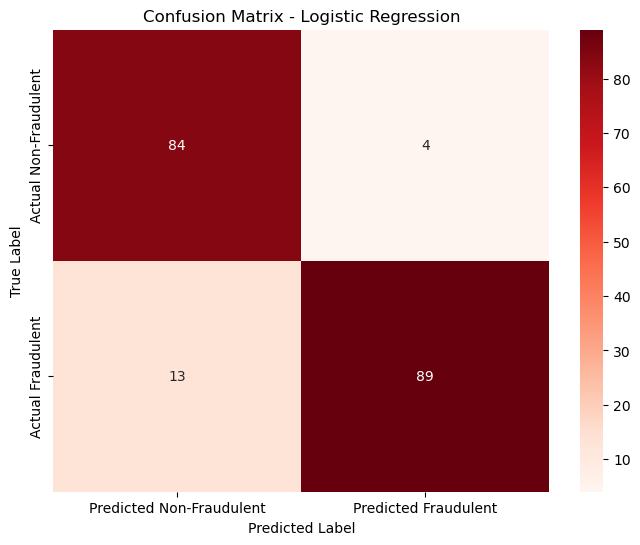 Confusion Matrix - Logistic Regression
Actual Non-Fraudulent
84
4
80
70
60
50
True Label
40
Actual Fraudulent
13
89
30
20
10
Predicted Non-Fraudulent
Predicted Fraudulent
Predicted Label